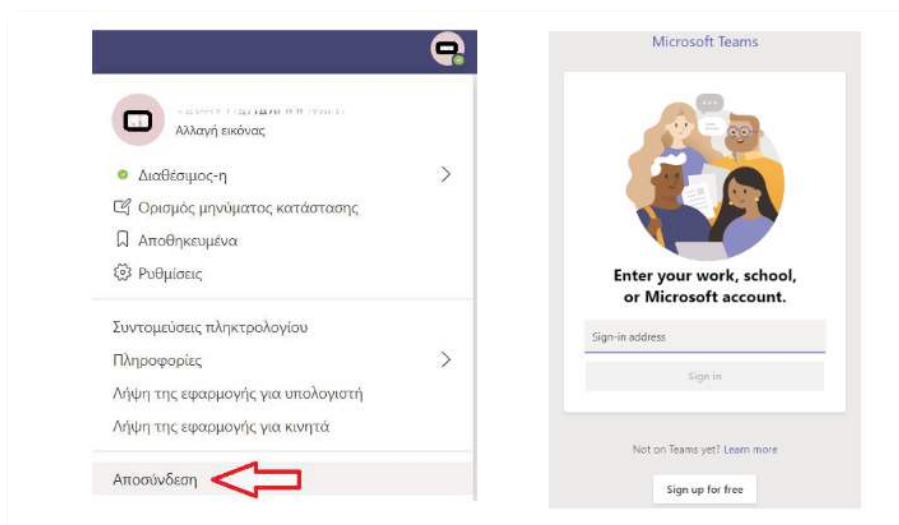 Αλλαγή εικόνας
Διαθέσιμος-η
Ορισμός μηνύματος κατάστασης
Αποθηκευμένα
Ρυθμίσεις
Συντομεύσεις πληκτρολογίου
Πληροφορίες
Λήψη της εφαρμογής για υπολογιστή
Λήψη της εφαρμογής για κινητά
Αποσύνδεση
Microsoft Teams
Enter your work, school,
or Microsoft account.
Sign-in address
Sign in
Not on Teams yet? Learn more
Sign up for free